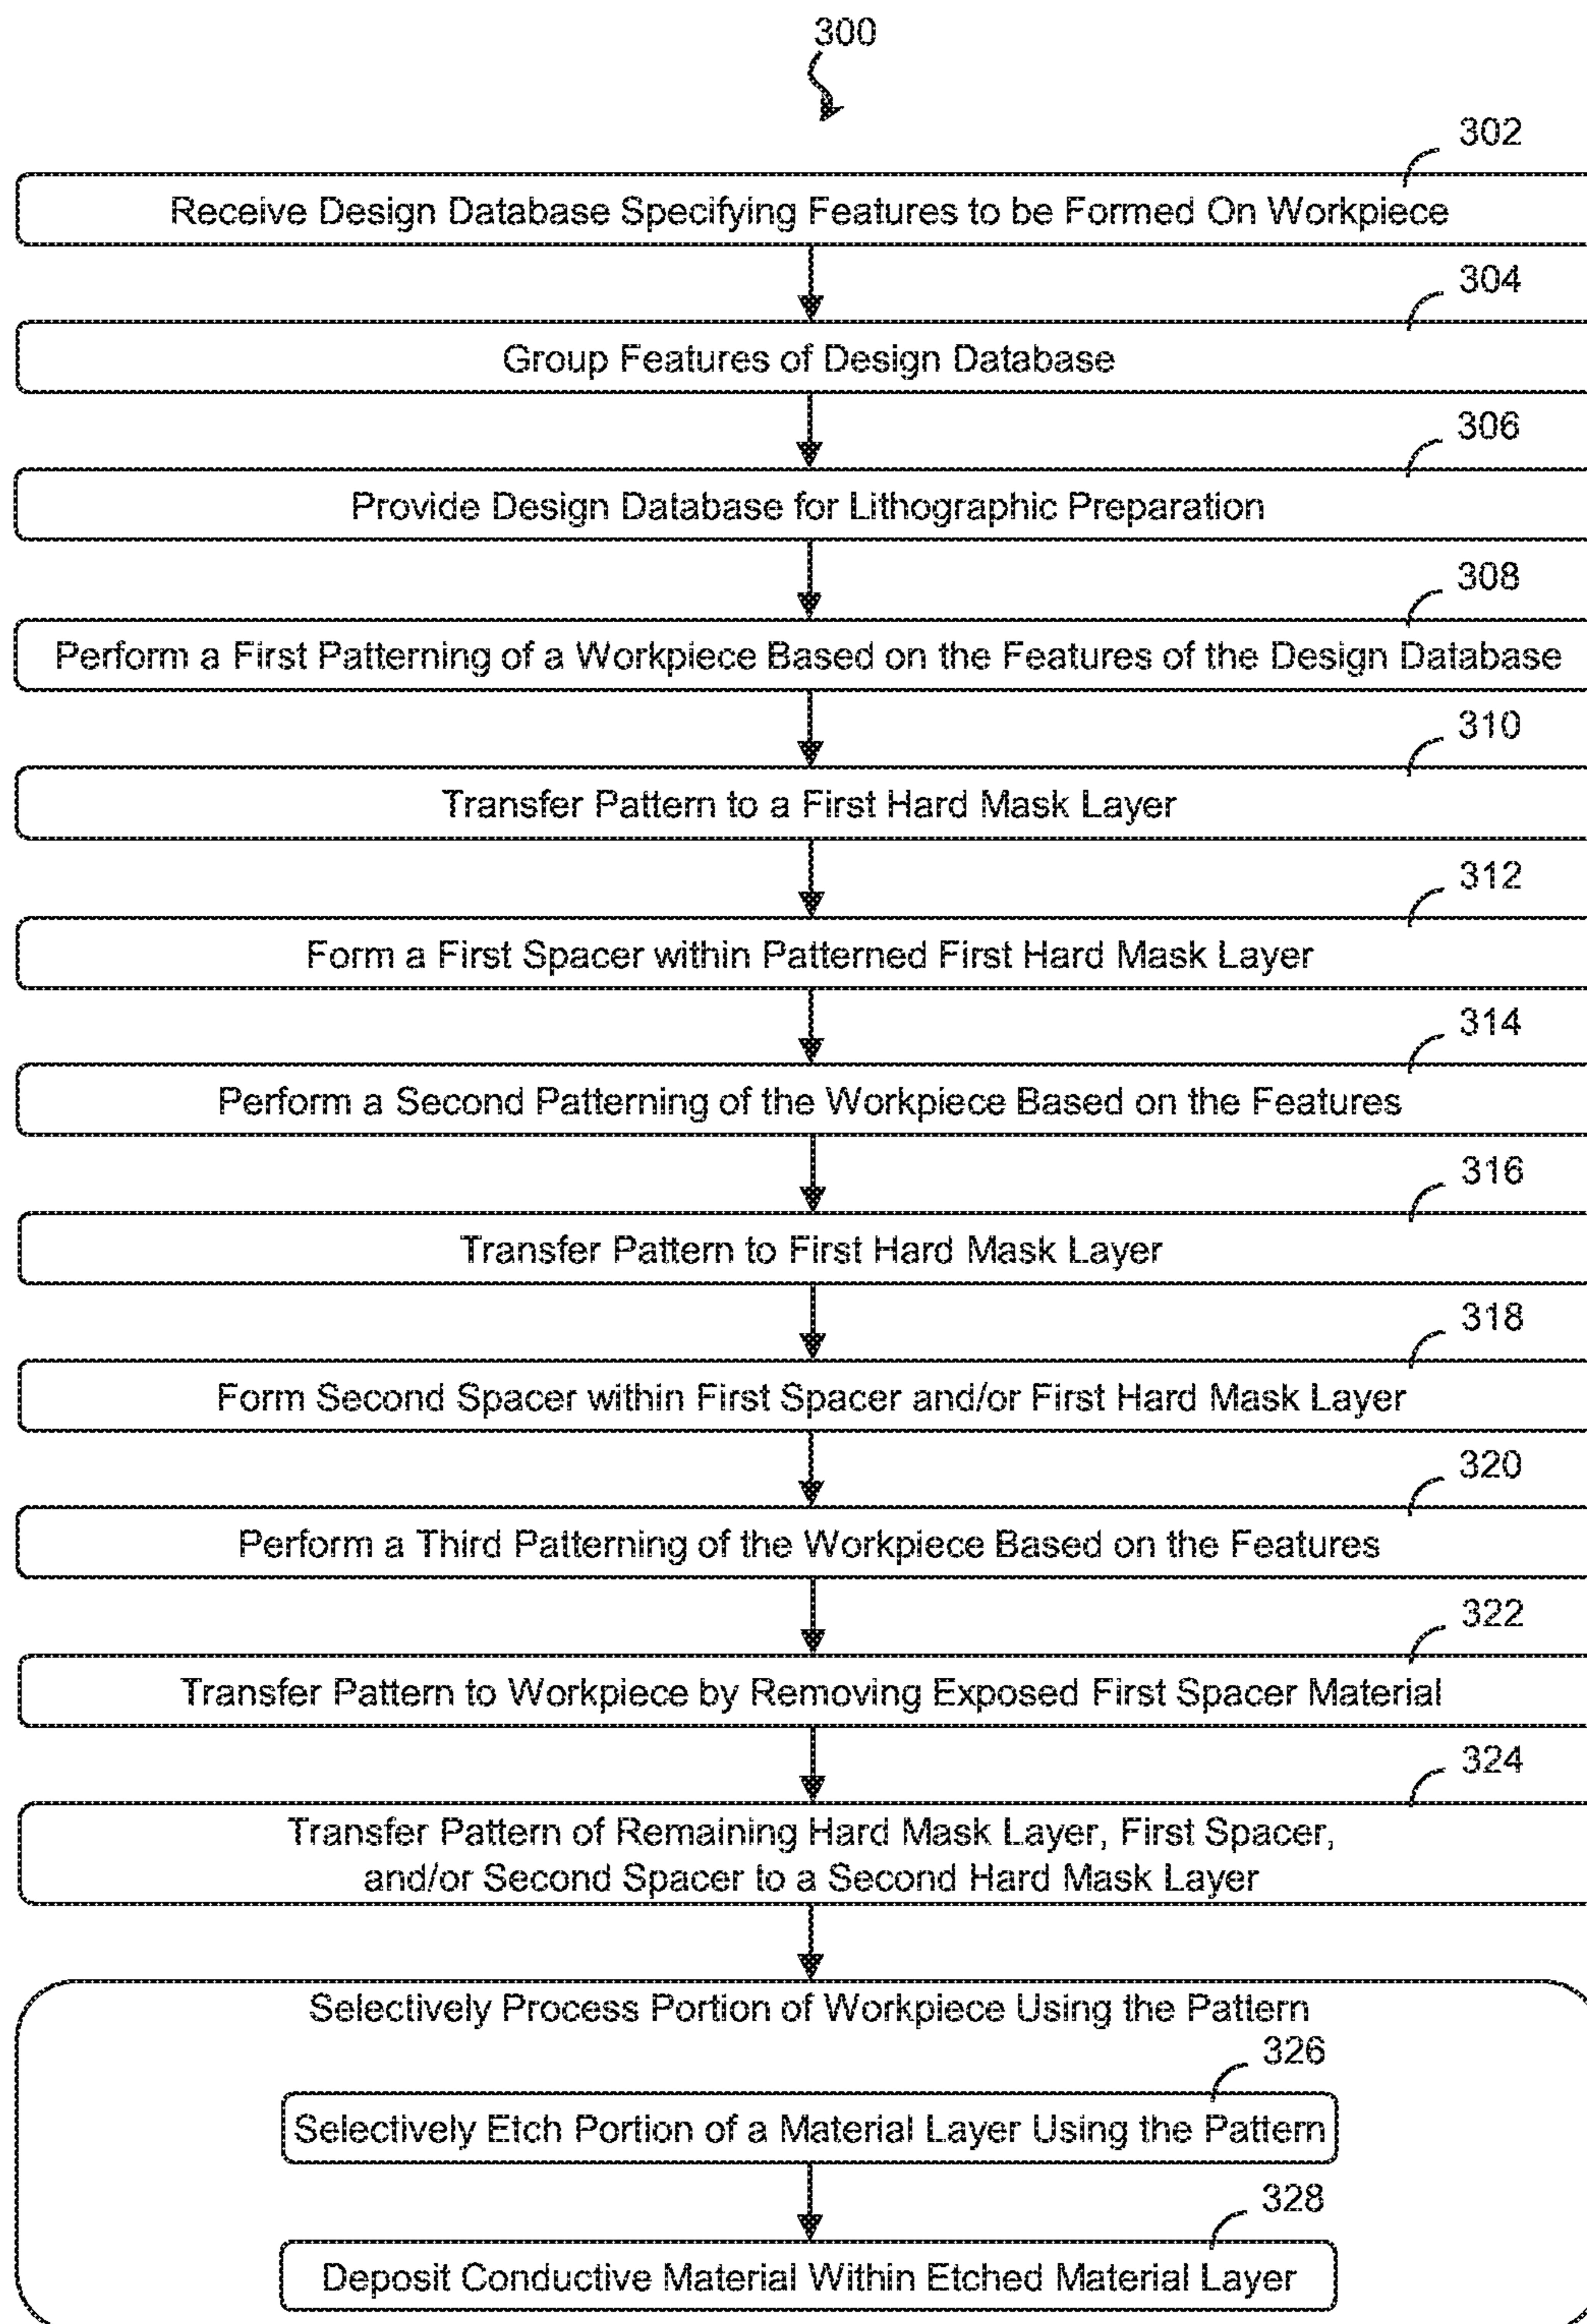 300
302
Receive Design Database Specifying Features to be Formed On Workpiece
304
Group Features of Design Database
306
Provide Design Database for Lithographic Preparation
308
Perform a First Patterning of a Workpiece Based on the Features of the Design Database
310
Transfer Pattern to a First Hard Mask Layer
312
Form a First Spacer within Patterned First Hard Mask Layer
314
Perform a Second Patterning of the Workpiece Based on the Features
316
Transfer Pattern to First Hard Mask Layer
318
Form Second Spacer within First Spacer and/or First Hard Mask Layer
320
Perform a Third Patterning of the Workpiece Based on the Features
322
Transfer Pattern to Workpiece by Removing Exposed First Spacer Material
324
Transfer Pattern of Remaining Hard Mask Layer, First Spacer,
and/or Second Spacer to a Second Hard Mask Layer
Selectively Process Portion of Workpiece Using the Pattern
326
Selectively Etch Portion of a Material Layer Using the Pattern
328
Deposit Conductive Material Within Etched Material Layer